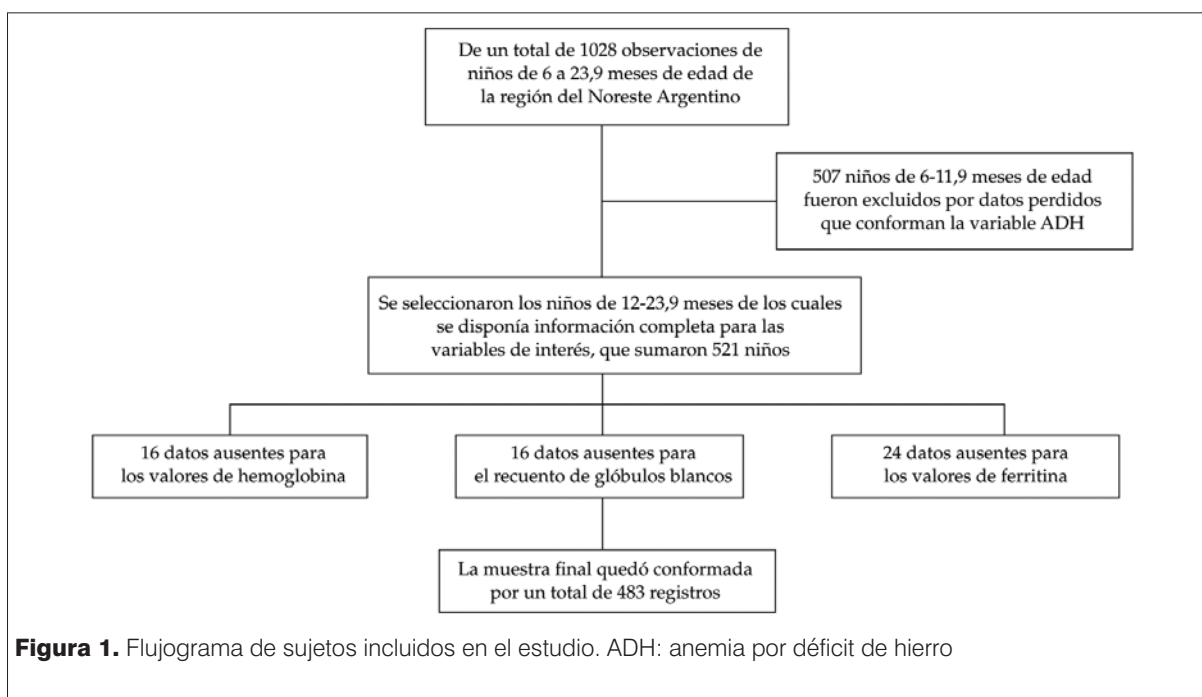 De un total de 1028 observaciones de
niños de 6 a 23,9 meses de edad de
la región del Noreste Argentino
507 niños de 6-11,9 meses de edad
fueron excluidos por datos perdidos
que conforman la variable ADH
Se seleccionaron los niños de 12-23,9 meses de los cuales
se disponía información completa para las
variables de interés, que sumaron 521 niños
16 datos ausentes para
los valores de hemoglobina
16 datos ausentes para
el recuento de glóbulos blancos
24 datos ausentes para
los valores de ferritina
La muestra final quedó conformada
por un total de 483 registros
Figura 1. Flujograma de sujetos incluidos en el estudio. ADH: anemia por déficit de hierro